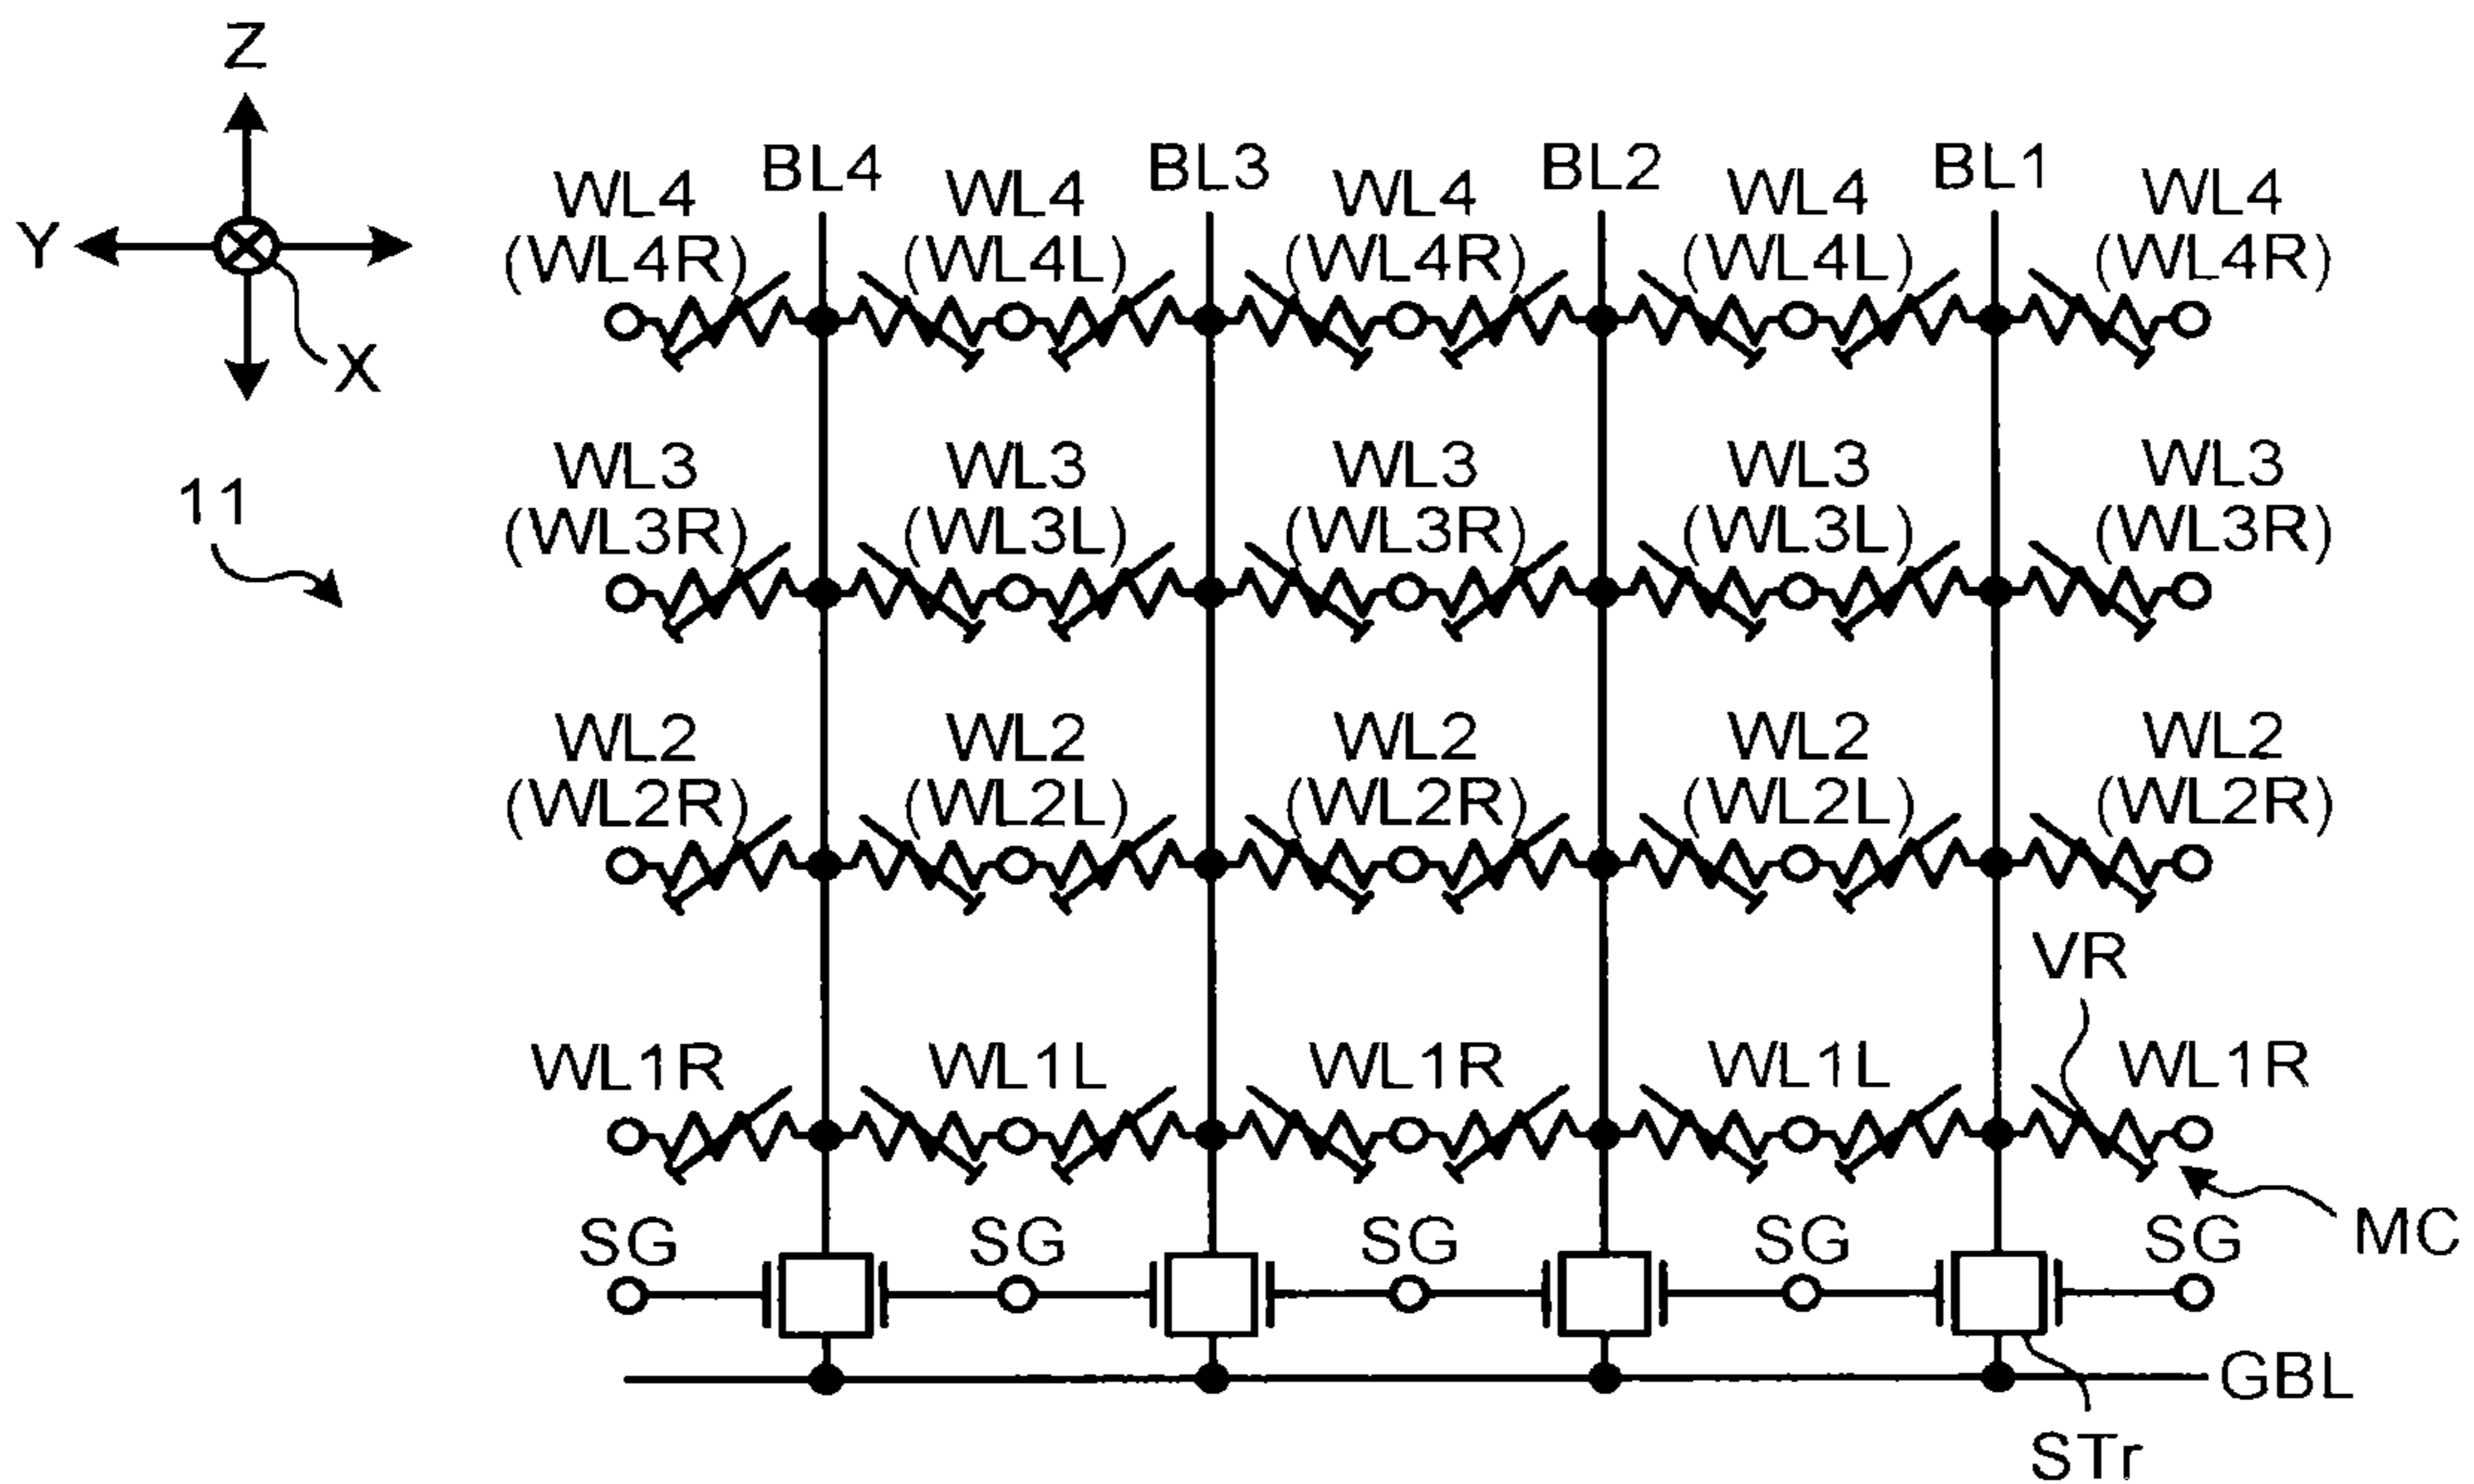 Z
Y
X
11
BL4 BL3 BL2 BL1
WL4 WL4 WL4 WL4 WL4
(WL4R) (WL4L) (WL4R) (WL4L) (WL4R)
WL3 WL3 WL3 WL3 WL3
(WL3R) (WL3L) (WL3R) (WL3L) (WL3R)
WL2 WL2 WL2 WL2 WL2
(WL2R) (WL2L) (WL2R) (WL2L) (WL2R)
VR
WL1R WL1L WL1R WL1L WL1R
MC
SG SG SG SG SG
GBL
STr